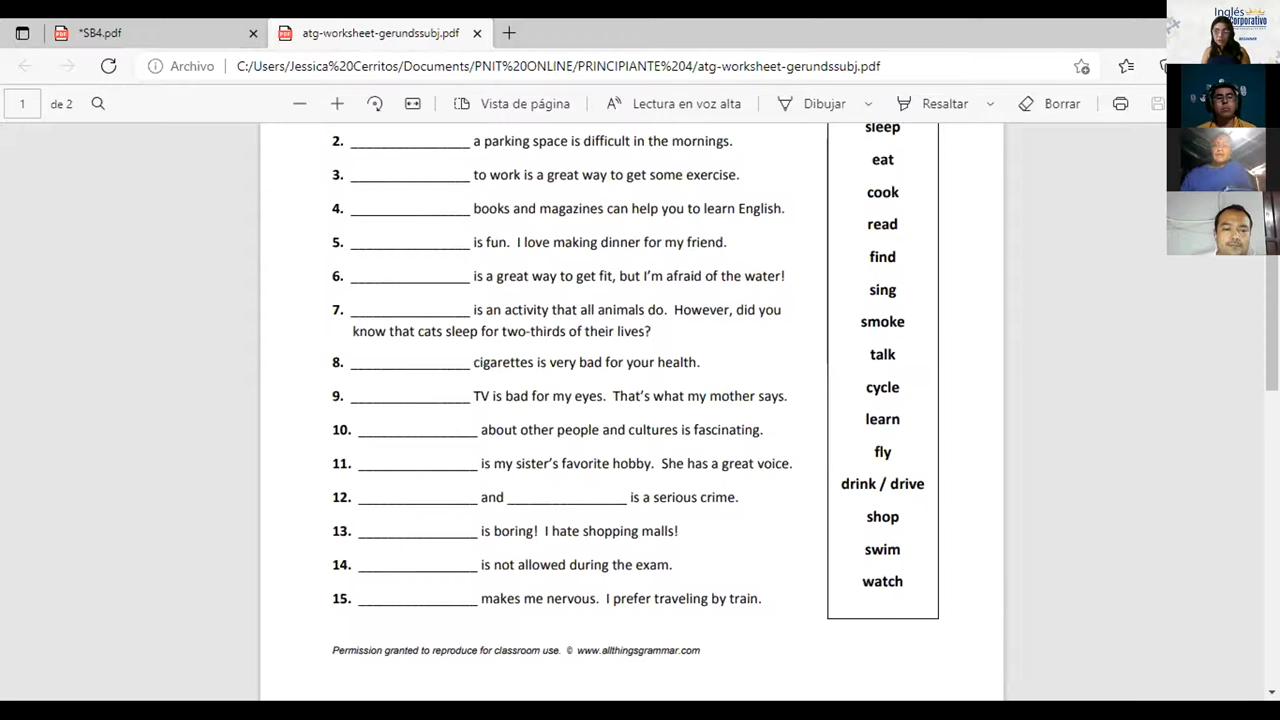 *SB4.pdf
atg-worksheet-gerundssubj.pdf
Archivo
C:/Users/Jessica%20Cerritos/Documents/PNIT%20ONLINE/PRINCIPIANTE%204/atg-worksheet-gerundssubj.pdf
1 de 2
Vista de página
Lectura en voz alta
Dibujar
Resaltar
Borrar
2. ________________ a parking space is difficult in the mornings.
3. ________________ to work is a great way to get some exercise.
4. ________________ books and magazines can help you to learn English.
5. ________________ is fun. I love making dinner for my friend.
6. ________________ is a great way to get fit, but I'm afraid of the water!
7. ________________ is an activity that all animals do. However, did you
know that cats sleep for two-thirds of their lives?
8. ________________ cigarettes is very bad for your health.
9. ________________ TV is bad for my eyes. That's what my mother says.
10. ________________ about other people and cultures is fascinating.
11. ________________ is my sister's favorite hobby. She has a great voice.
12. ________________ and ________________ is a serious crime.
13. ________________ is boring! I hate shopping malls!
14. ________________ is not allowed during the exam.
15. ________________ makes me nervous. I prefer traveling by train.
sleep
eat
cook
read
find
sing
smoke
talk
cycle
learn
fly
drink / drive
shop
swim
watch
Permission granted to reproduce for classroom use. © www.allthingsgrammar.com
Inglés
Corporativo
BEGINNER